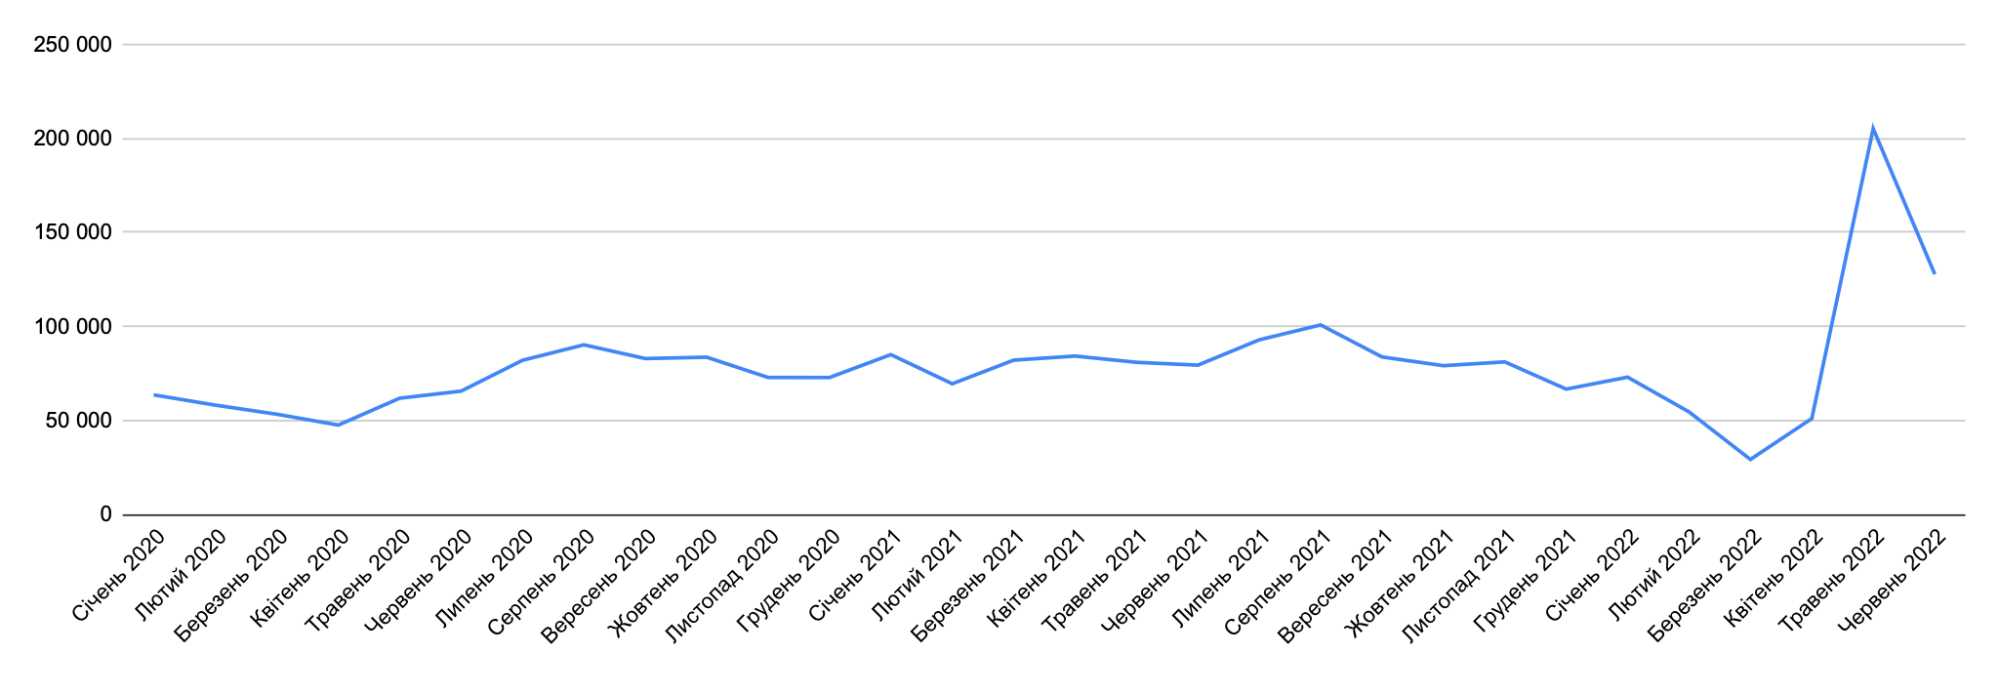 250 000
200 000
150 000
100 000
50 000
0
Січень 2020
Лютий 2020
Березень 2020
Квітень 2020
Травень 2020
Червень 2020
Липень 2020
Серпень 2020
Вересень 2020
Жовтень 2020
Листопад 2020
Грудень 2020
Січень 2021
Лютий 2021
Березень 2021
Квітень 2021
Травень 2021
Червень 2021
Липень 2021
Серпень 2021
Вересень 2021
Жовтень 2021
Листопад 2021
Грудень 2021
Січень 2022
Лютий 2022
Березень 2022
Квітень 2022
Травень 2022
Червень 2022